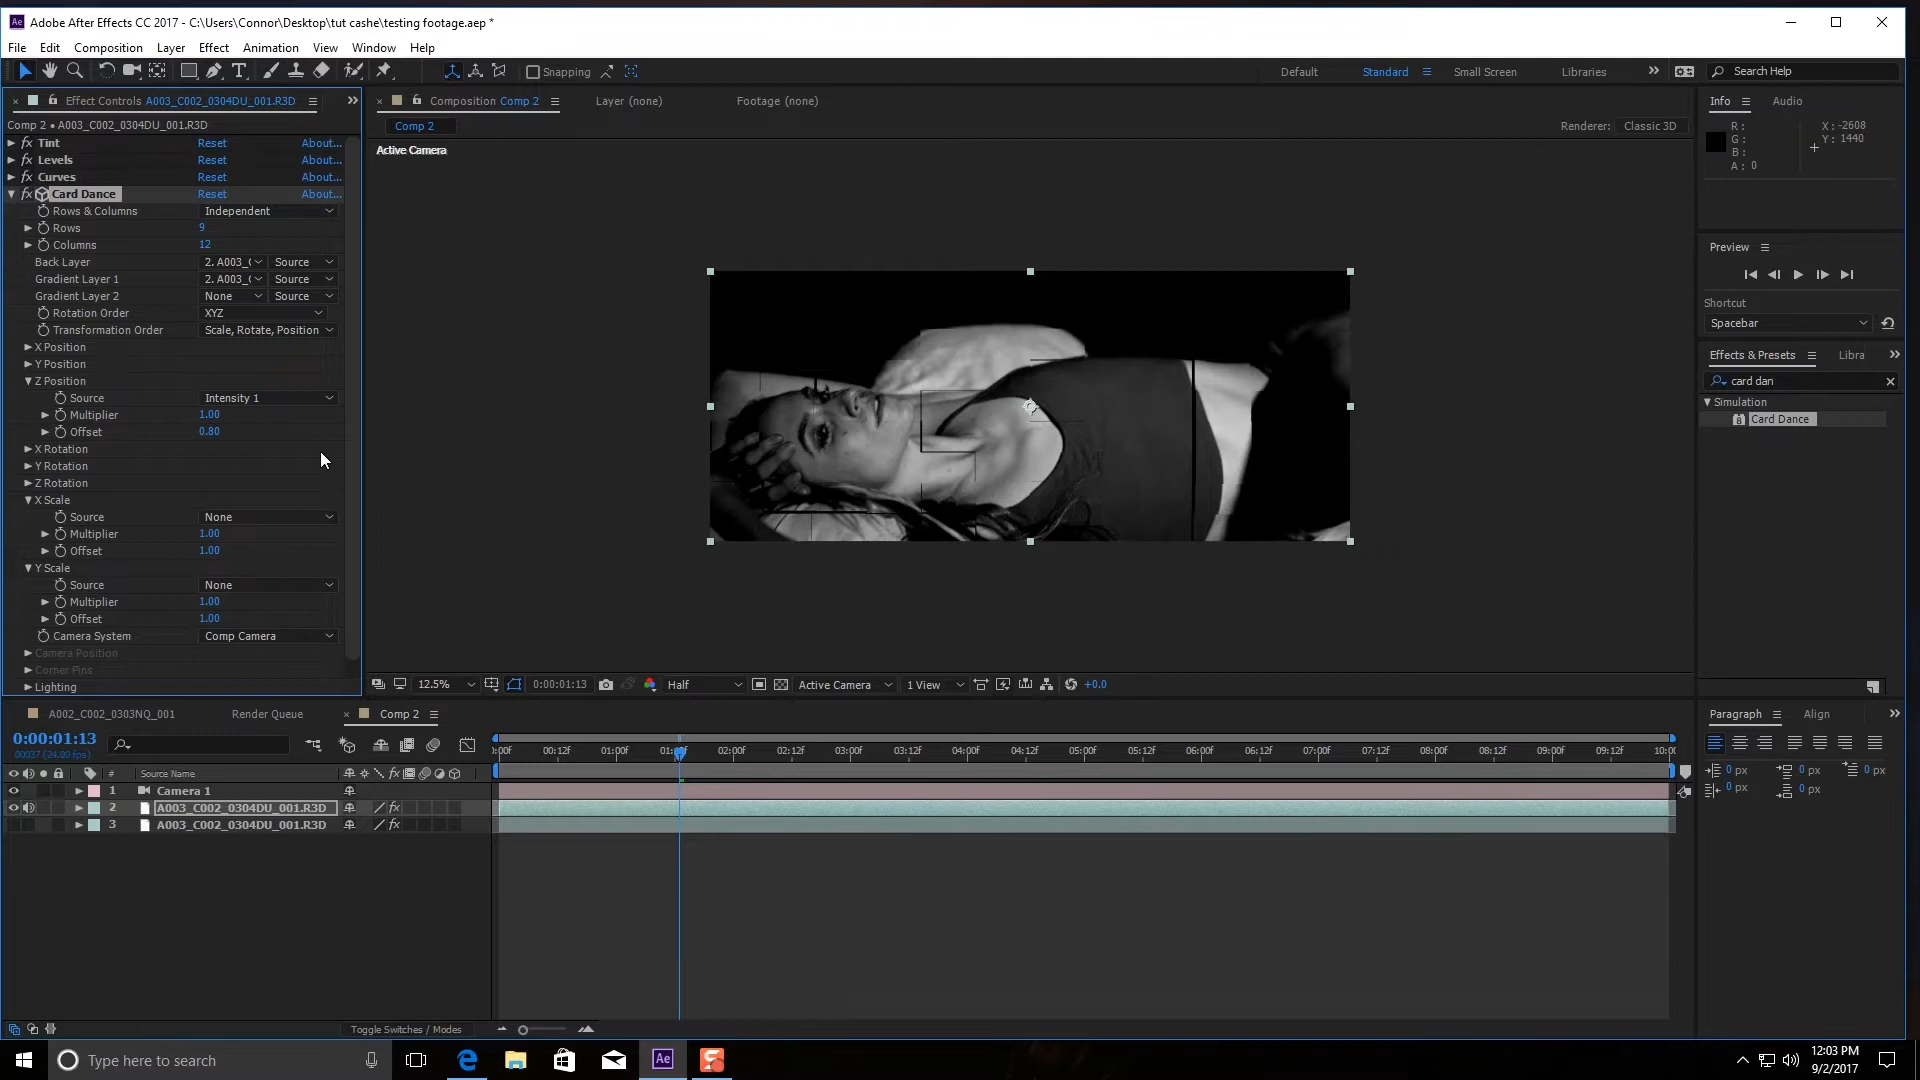 Ae Adobe After Effects CC 2017 - C:\Users\Connor\Desktop\tut cashe\testing footage.aep *
File Edit Composition Layer Effect Animation View Window Help
Snapping Default Standard Small Screen Libraries Search Help
Effect Controls A003_C002_0304DU_001.R3D
Composition Comp 2 Layer (none) Footage (none)
Info Audio
Comp 2 • A003_C002_0304DU_001.R3D
Comp 2
Renderer: Classic 3D
R: X: -2608
G: Y: 1440
B:
A: 0
Active Camera
fx Tint Reset About...
fx Levels Reset About...
fx Curves Reset About...
fx Card Dance Reset About...
Rows & Columns Independent
Rows 9
Columns 12
Back Layer 2. A003_( Source
Gradient Layer 1 2. A003_( Source
Gradient Layer 2 None Source
Rotation Order XYZ
Transformation Order Scale, Rotate, Position
X Position
Y Position
Z Position
Source Intensity 1
Multiplier 1.00
Offset 0.80
X Rotation
Y Rotation
Z Rotation
X Scale
Source None
Multiplier 1.00
Offset 1.00
Y Scale
Source None
Multiplier 1.00
Offset 1.00
Camera System Comp Camera
Camera Position
Corner Pins
Lighting
Preview
Shortcut
Spacebar
Effects & Presets Libra
card dan
Simulation
Card Dance
12.5% 0:00:01:13 Half Active Camera 1 View +0.0
A002_C002_0303NQ_001 Render Queue Comp 2
Paragraph Align
0:00:01:13
00037 (24.00 fps)
:00f 00:12f 01:00f 02:00f 02:12f 03:00f 03:12f 04:00f 04:12f 05:00f 05:12f 06:00f 06:12f 07:00f 07:12f 08:00f 08:12f 09:00f 09:12f 10:00
# Source Name fx
1 Camera 1
2 A003_C002_0304DU_001.R3D fx
3 A003_C002_0304DU_001.R3D fx
0 px 0 px 0 px
0 px 0 px
Toggle Switches / Modes
Type here to search
Ae
12:03 PM
9/2/2017